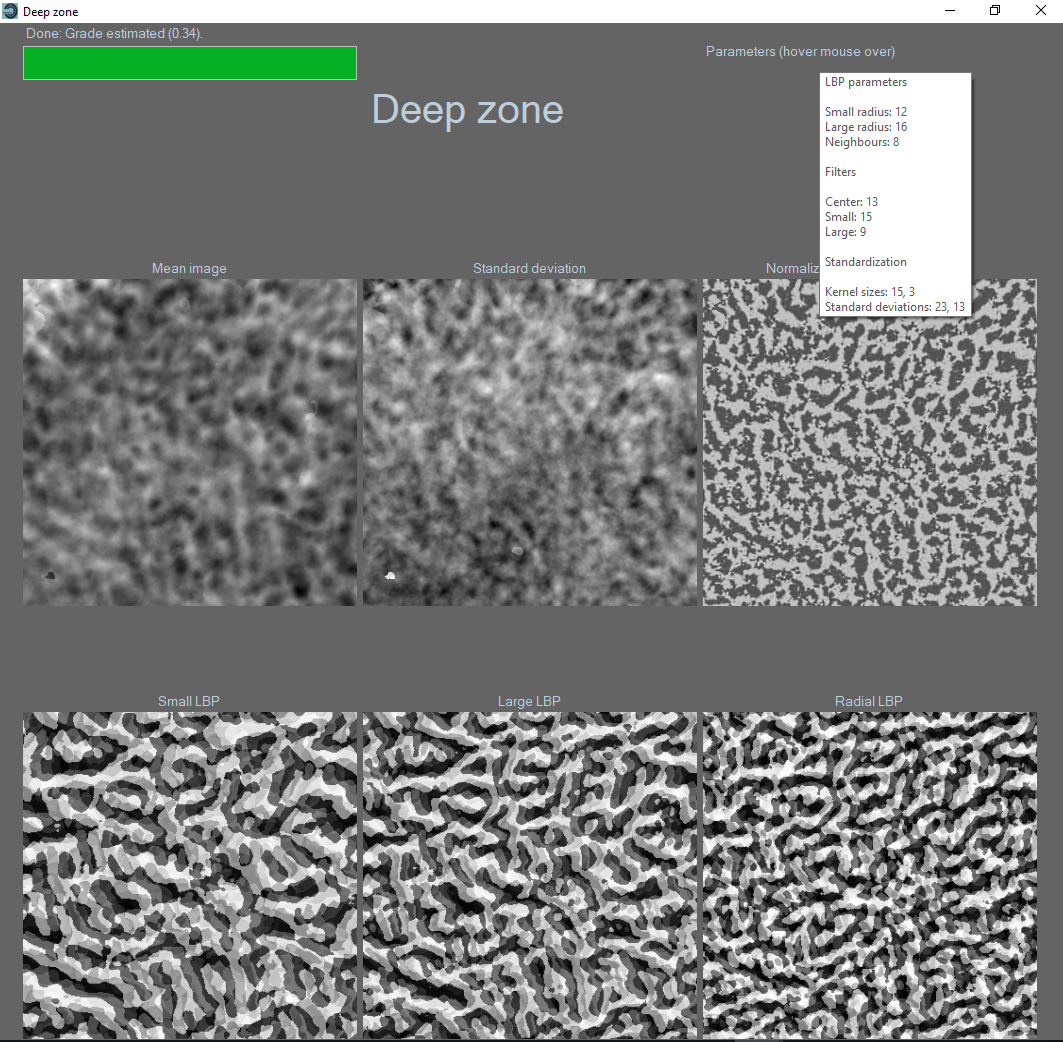 Deep zone
Done: Grade estimated (0.34).
Parameters (hover mouse over)
Deep zone
LBP parameters
Small radius: 12
Large radius: 16
Neighbours: 8
Filters
Center: 13
Small: 15
Large: 9
Standardization
Kernel sizes: 15, 3
Standard deviations: 23, 13
Mean image
Standard deviation
Small LBP
Large LBP
Radial LBP